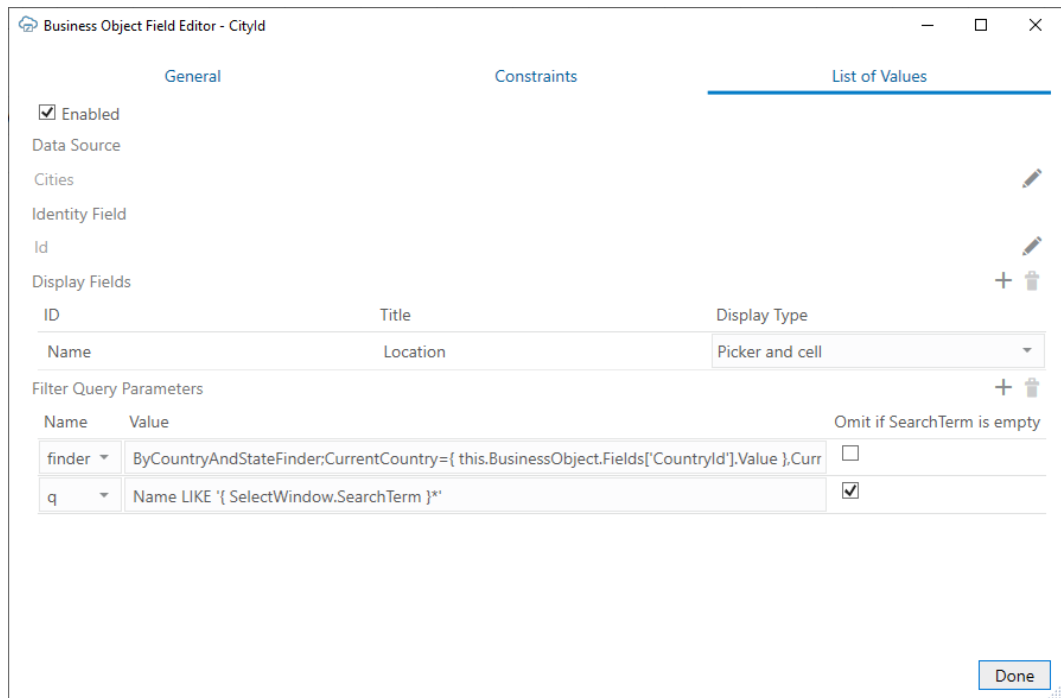 Business Object Field Editor - CityId
General Constraints List of Values
Enabled
Data Source
Cities
Identity Field
Id
Display Fields
ID Title Display Type
Name Location Picker and cell
Filter Query Parameters
Name Value Omit if SearchTerm is empty
finder ByCountryAndStateFinder;CurrentCountry={ this.BusinessObject.Fields['CountryId'].Value },Curr
q Name LIKE '{ SelectWindow.SearchTerm }*'
Done